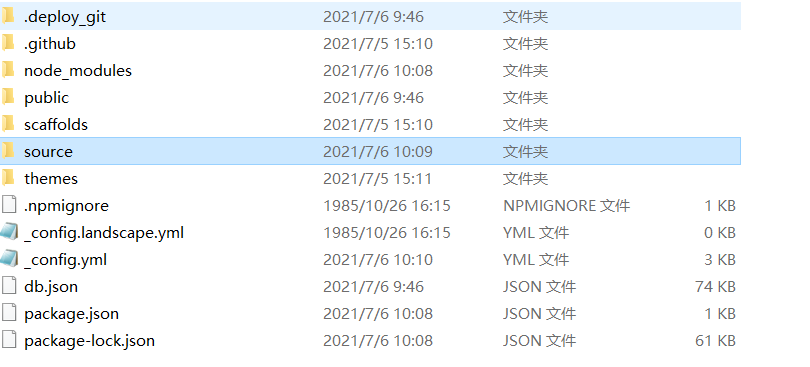 .deploy_git 2021/7/6 9:46 文件夹
.github 2021/7/5 15:10 文件夹
node_modules 2021/7/6 10:08 文件夹
public 2021/7/6 9:46 文件夹
scaffolds 2021/7/5 15:10 文件夹
source 2021/7/6 10:09 文件夹
themes 2021/7/5 15:11 文件夹
.npmignore 1985/10/26 16:15 NPMIGNORE 文件 1 KB
_config.landscape.yml 1985/10/26 16:15 YML 文件 0 KB
_config.yml 2021/7/6 10:10 YML 文件 3 KB
db.json 2021/7/6 9:46 JSON 文件 74 KB
package.json 2021/7/6 10:08 JSON 文件 1 KB
package-lock.json 2021/7/6 10:08 JSON 文件 61 KB